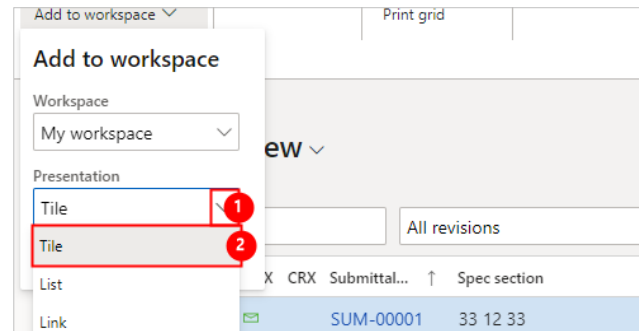 Add to workspace
Print grid
Add to workspace
Workspace
My workspace
ew
Presentation
Tile
1
All revisions
Tile
2
X CRX Submittal... ↑ Spec section
List
SUM-00001 33 12 33
Link